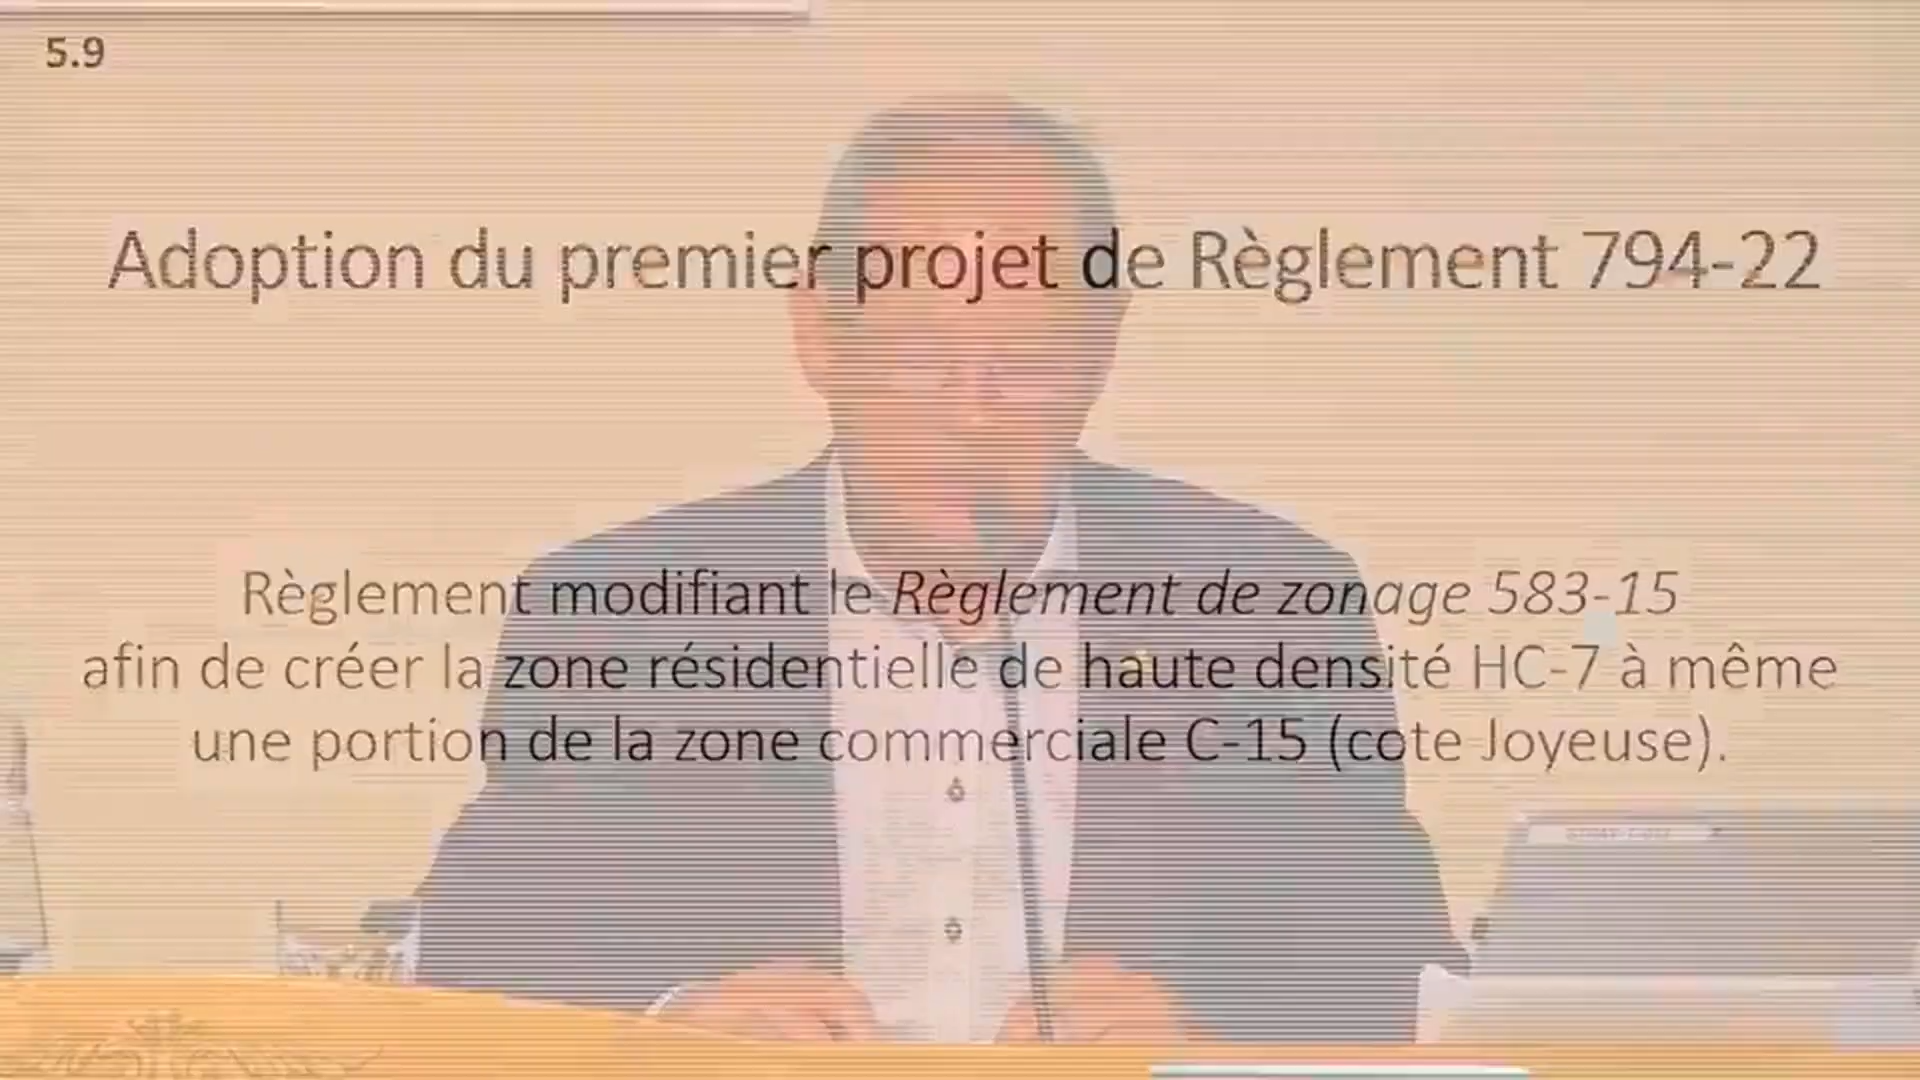 5.9
Adoption du premier projet de Règlement 794-22
Règlement modifiant le Règlement de zonage 583-15
afin de créer la zone résidentielle de haute densité HC-7 à même
une portion de la zone commerciale C-15 (cote Joyeuse).